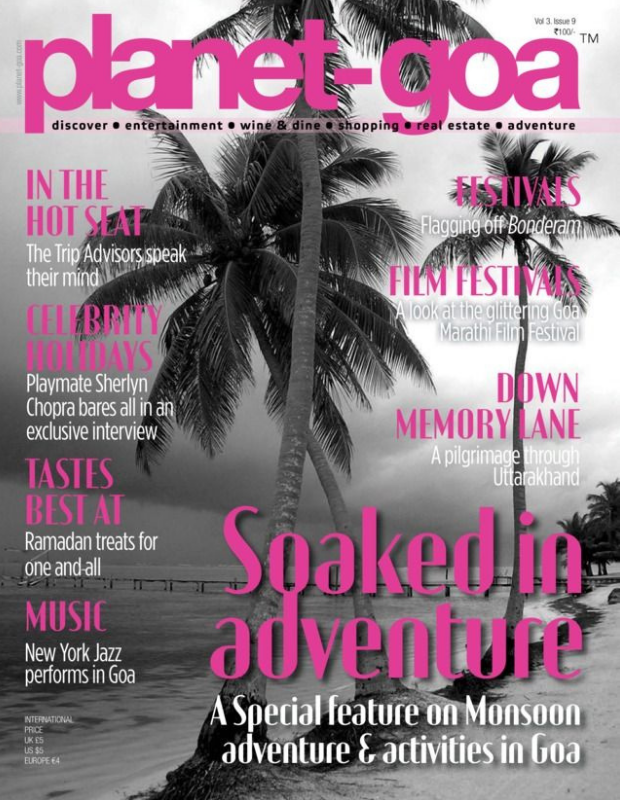 www.planet-goa.com
Vol 3. Issue 9
₹100/-
planet-goa™
discover • entertainment • wine & dine • shopping • real estate • adventure
IN THE
HOT SEAT
The Trip Advisors speak
their mind
CELEBRITY
HOLIDAYS
Playmate Sherlyn
Chopra bares all in an
exclusive interview
TASTES
BEST AT
Ramadan treats for
one and all
MUSIC
New York Jazz
performs in Goa
FESTIVALS
Flagging off Bonderam
FILM FESTIVALS
A look at the glittering Goa
Marathi Film Festival
DOWN
MEMORY LANE
A pilgrimage through
Uttarakhand
Soaked in
adventure
A Special feature on Monsoon
adventure & activities in Goa
INTERNATIONAL
PRICE
UK £5
US $5
EUROPE €4